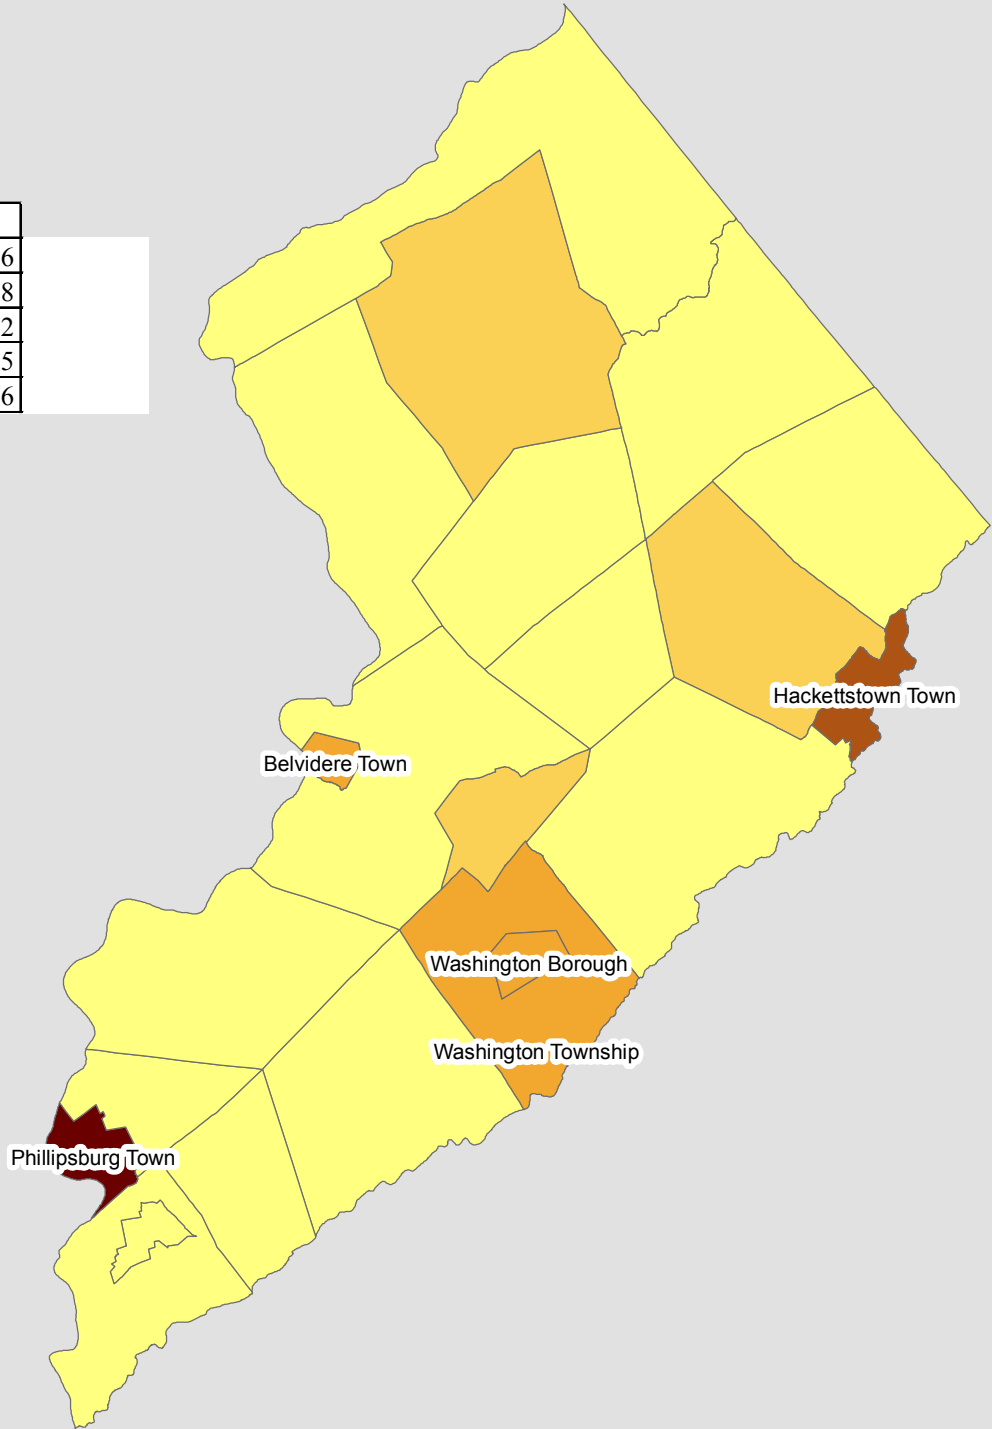 6
8
2
5
6
Hackettstown Town
Belvidere Town
Washington Borough
Washington Township
Phillipsburg Town